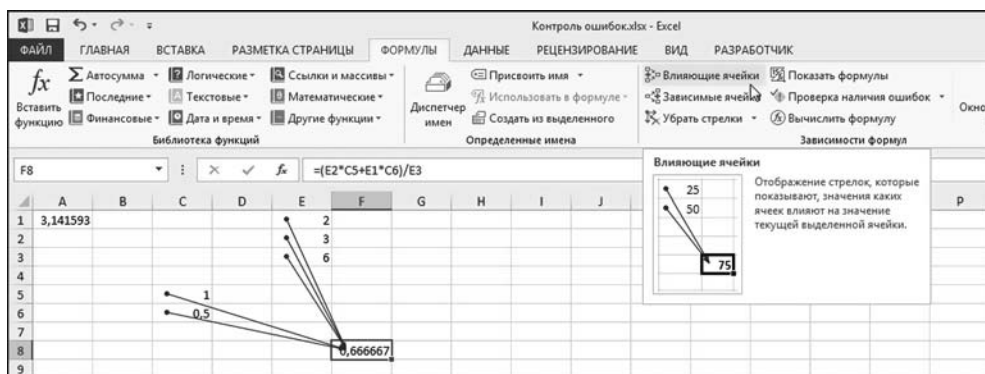 Контроль ошибок.xlsx - Excel
ФАЙЛ ГЛАВНАЯ ВСТАВКА РАЗМЕТКА СТРАНИЦЫ ФОРМУЛЫ ДАННЫЕ РЕЦЕНЗИРОВАНИЕ ВИД РАЗРАБОТЧИК
fx Вставить функцию
Σ Автосумма
Последние
Финансовые
Логические
Текстовые
Дата и время
Ссылки и массивы
Математические
Другие функции
Библиотека функций
Диспетчер имен
Присвоить имя
Использовать в формуле
Создать из выделенного
Определенные имена
Влияющие ячейки
Зависимые ячейки
Убрать стрелки
Показать формулы
Проверка наличия ошибок
Вычислить формулу
Зависимости формул
Окно
F8 fx =(E2*C5+E1*C6)/E3
A B C D E F G H I J P
1 3,141593 2
2 3
3 6
4
5 1
6 0,5
7
8 0,666667
9
Влияющие ячейки
25
50
75
Отображение стрелок, которые
показывают, значения каких
ячеек влияют на значение
текущей выделенной ячейки.